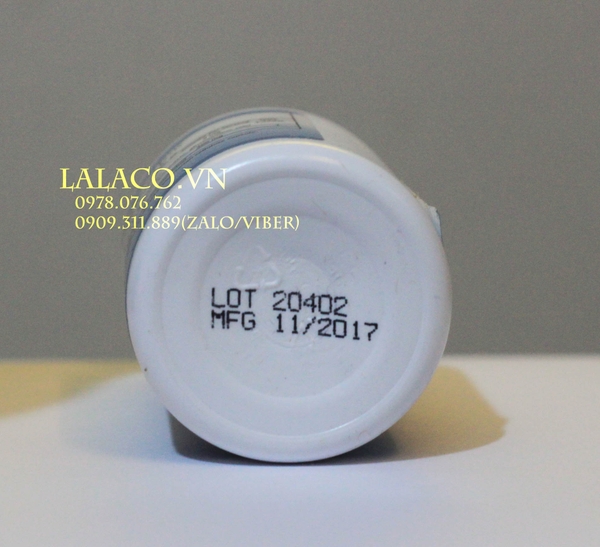 LALACO.VN
0978.076.762
0909.311.889(ZALO/VIBER)
LOT 20402
MFG 11/2017